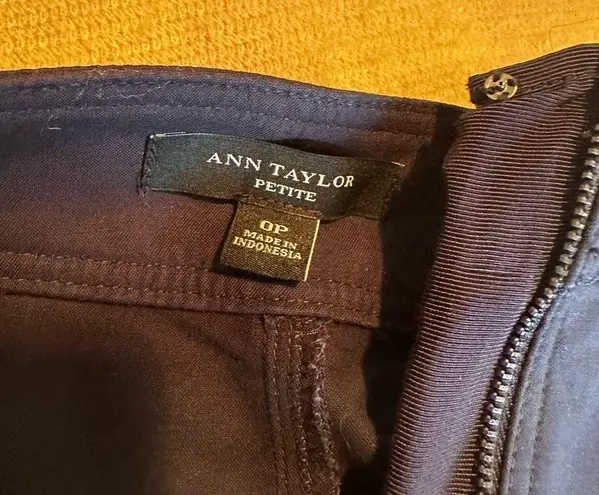 ANN TAYLOR
PETITE
0P
MADE IN
INDONESIA